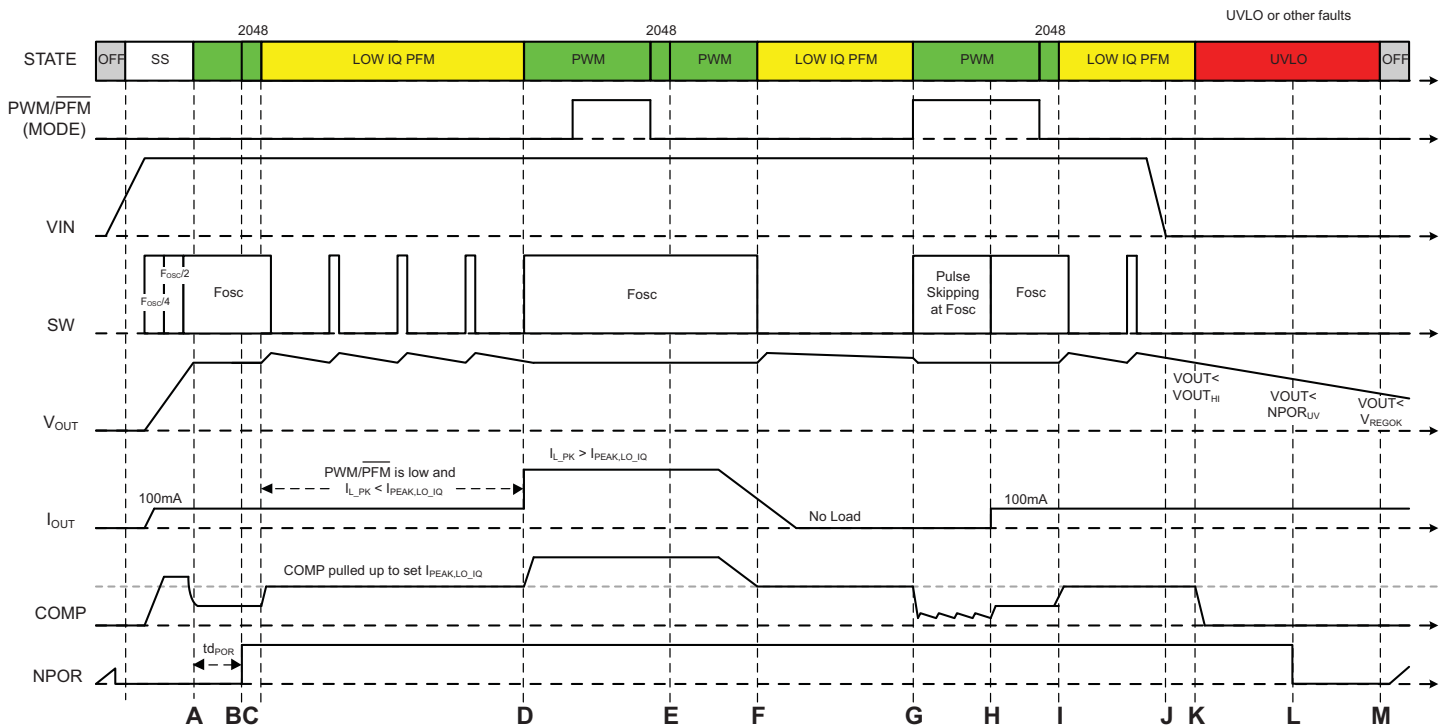 UVLO or other faults
2048 2048 2048
STATE OFF SS LOW IQ PFM PWM PWM LOW IQ PFM PWM LOW IQ PFM UVLO OFF
PWM/PFM
(MODE)
VIN
FOSC/2
FOSC/4
Fosc
Fosc
Pulse
Skipping
at Fosc
Fosc
SW
VOUT<
VOUTHI
VOUT<
NPORUV
VOUT<
VREGOK
VOUT
PWM/PFM is low and
IL_PK < IPEAK,LO_IQ
IL_PK > IPEAK,LO_IQ
100mA
No Load
100mA
IOUT
COMP pulled up to set IPEAK,LO_IQ
COMP
tdPOR
NPOR
A B C D E F G H I J K L M